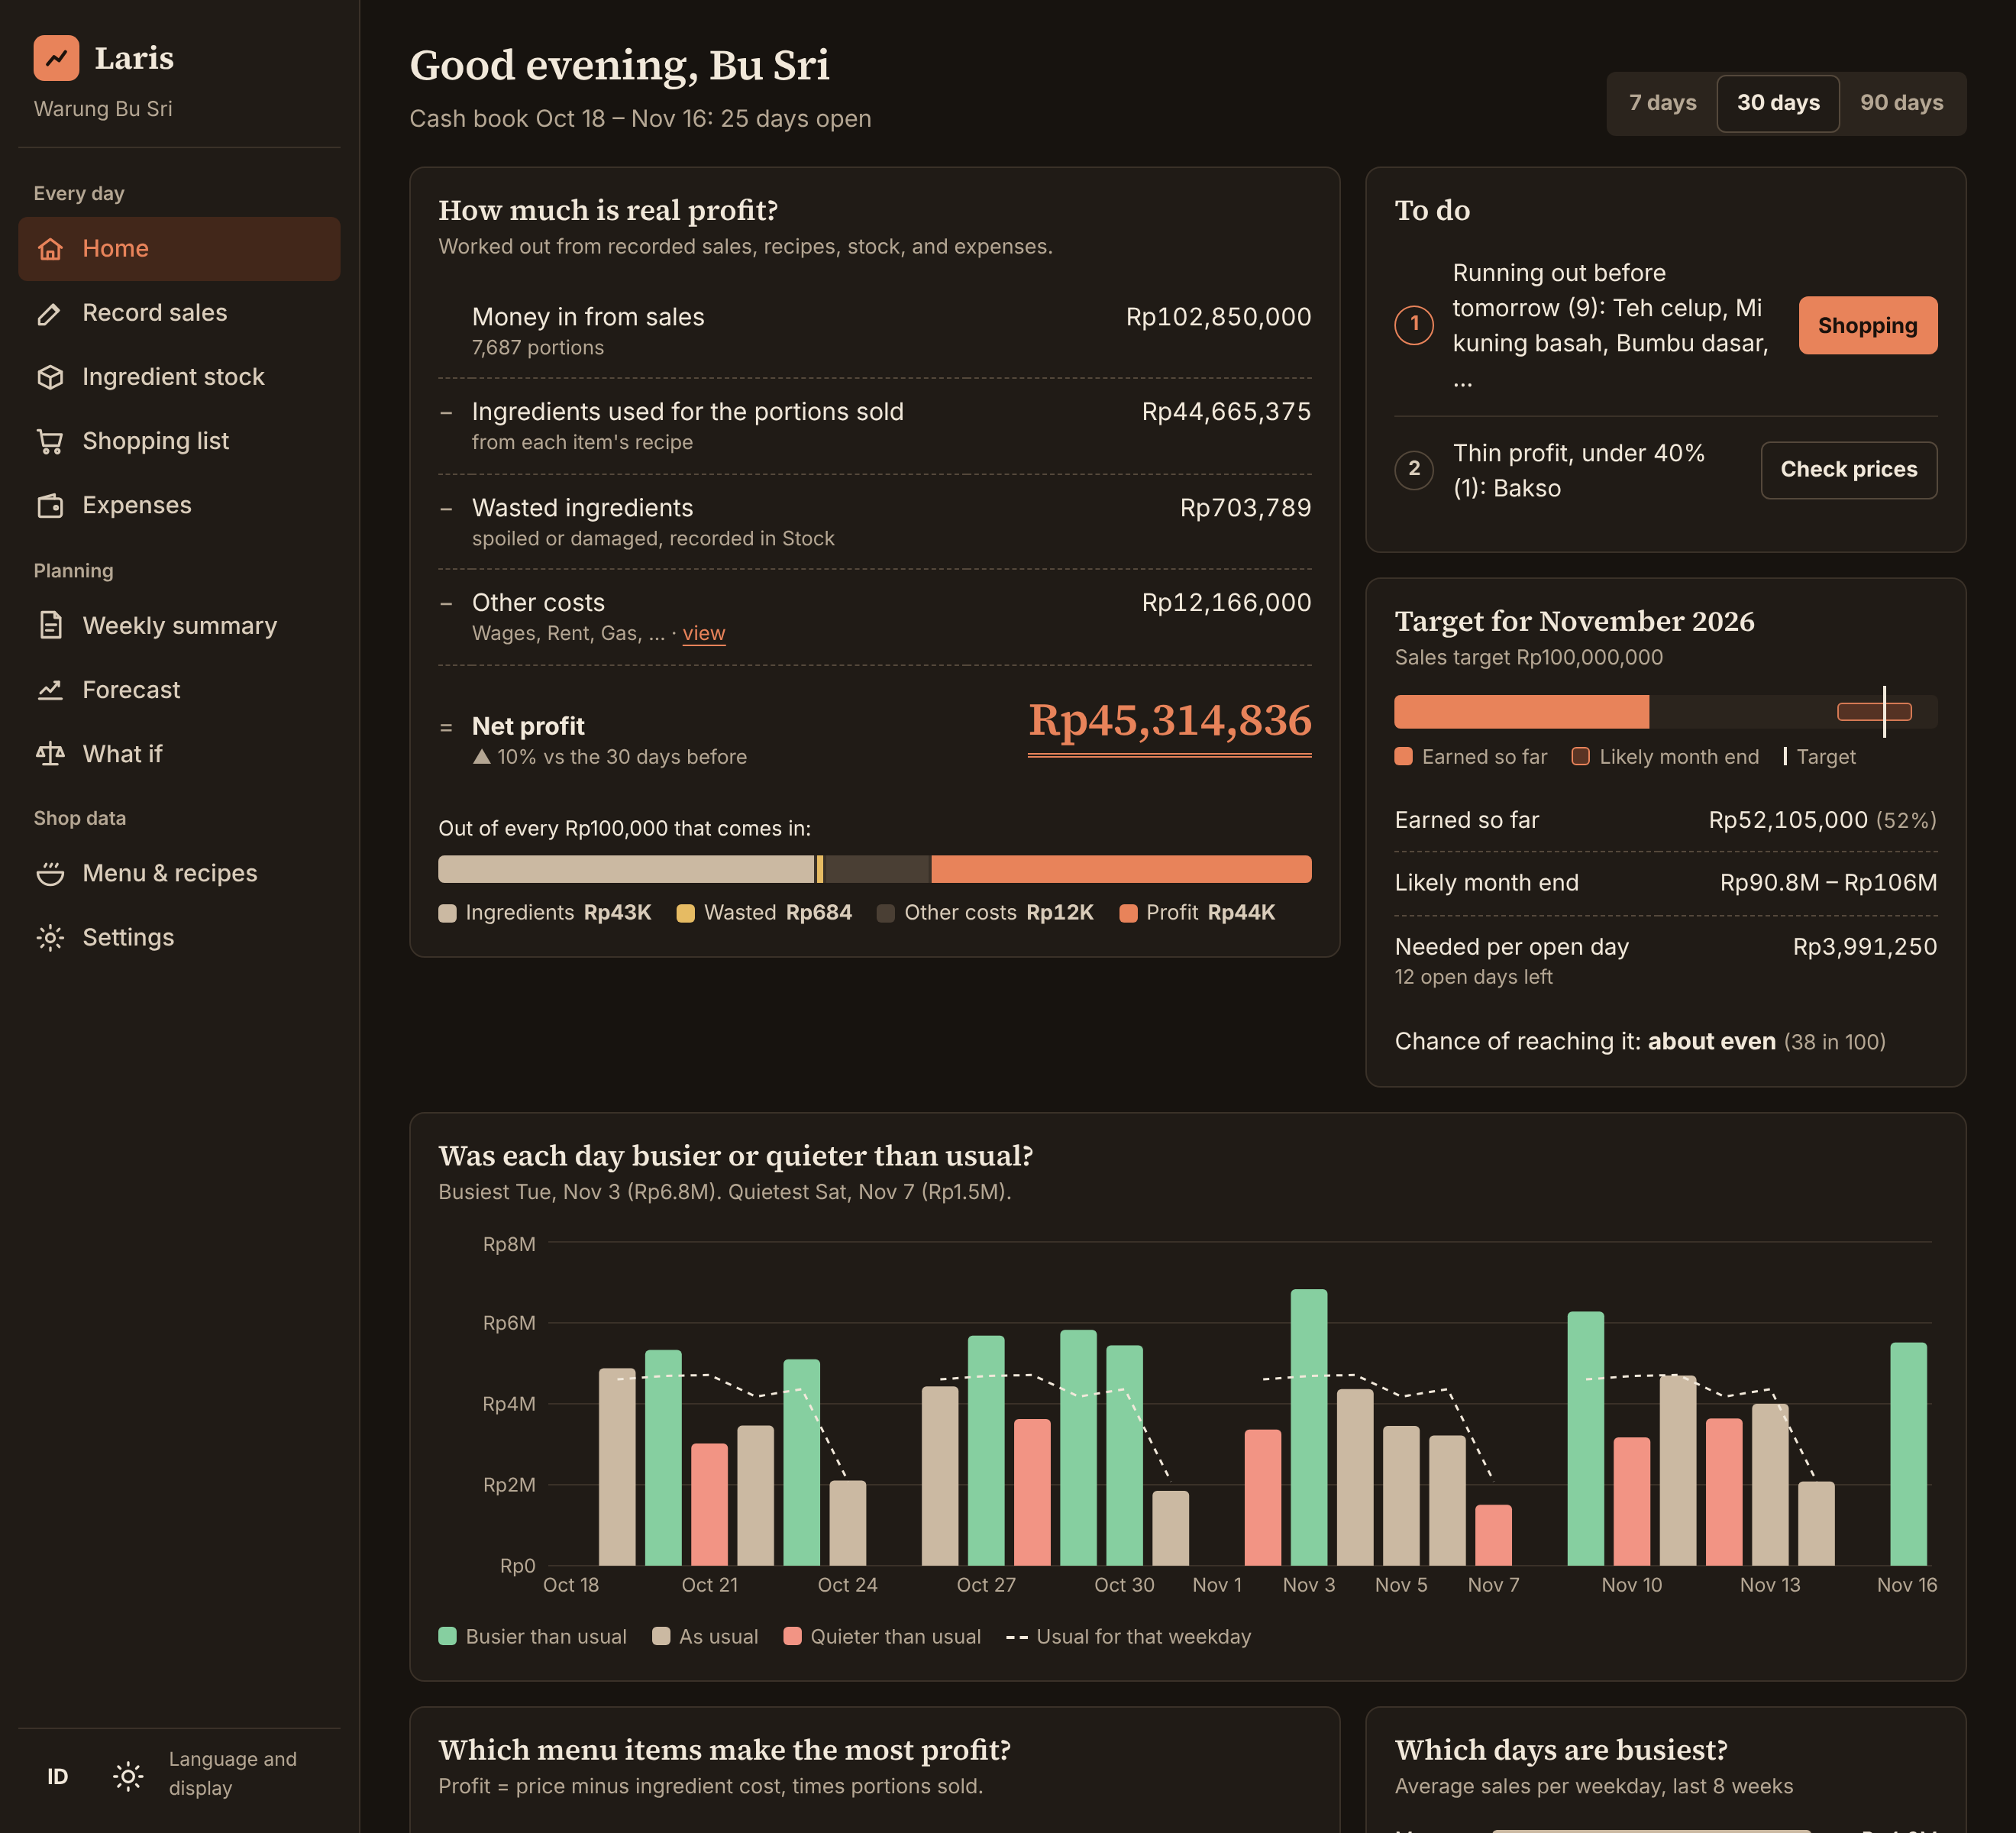 Laris
Warung Bu Sri
Every day
Home
Record sales
Ingredient stock
Shopping list
Expenses
Planning
Weekly summary
Forecast
What if
Shop data
Menu & recipes
Settings
ID
Language and
display
Good evening, Bu Sri
Cash book Oct 18 – Nov 16: 25 days open
7 days 30 days 90 days
How much is real profit?
Worked out from recorded sales, recipes, stock, and expenses.
Money in from sales Rp102,850,000
7,687 portions
– Ingredients used for the portions sold Rp44,665,375
from each item's recipe
– Wasted ingredients Rp703,789
spoiled or damaged, recorded in Stock
– Other costs Rp12,166,000
Wages, Rent, Gas, ... · view
= Net profit Rp45,314,836
▲ 10% vs the 30 days before
Out of every Rp100,000 that comes in:
Ingredients Rp43K Wasted Rp684 Other costs Rp12K Profit Rp44K
To do
1
Running out before
tomorrow (9): Teh celup, Mi
kuning basah, Bumbu dasar,
...
Shopping
2
Thin profit, under 40%
(1): Bakso
Check prices
Target for November 2026
Sales target Rp100,000,000
Earned so far Likely month end Target
Earned so far Rp52,105,000 (52%)
Likely month end Rp90.8M – Rp106M
Needed per open day Rp3,991,250
12 open days left
Chance of reaching it: about even (38 in 100)
Was each day busier or quieter than usual?
Busiest Tue, Nov 3 (Rp6.8M). Quietest Sat, Nov 7 (Rp1.5M).
Rp8M
Rp6M
Rp4M
Rp2M
Rp0
Oct 18 Oct 21 Oct 24 Oct 27 Oct 30 Nov 1 Nov 3 Nov 5 Nov 7 Nov 10 Nov 13 Nov 16
Busier than usual As usual Quieter than usual Usual for that weekday
Which menu items make the most profit?
Profit = price minus ingredient cost, times portions sold.
Which days are busiest?
Average sales per weekday, last 8 weeks